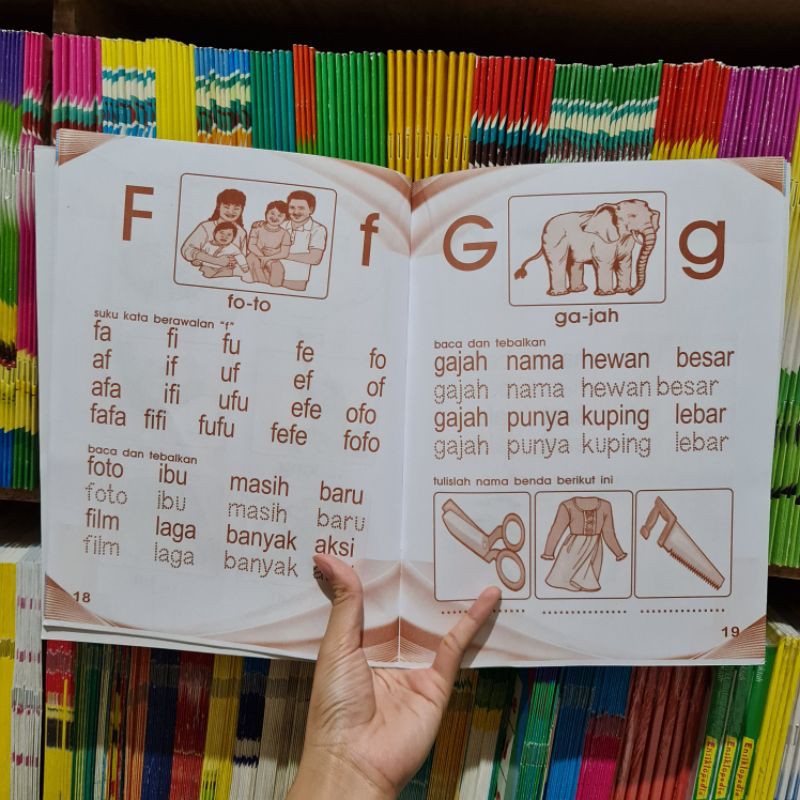 F f
fo-to
suku kata berawalan "f"
fa fi fu fe fo
af if uf ef of
afa ifi ufu efe ofo
fafa fifi fufu fefe fofo
baca dan tebalkan
foto ibu masih baru
foto ibu masih baru
film laga banyak aksi
film laga banyak
18
G g
ga-jah
baca dan tebalkan
gajah nama hewan besar
gajah nama hewan besar
gajah punya kuping lebar
gajah punya kuping lebar
tulislah nama benda berikut ini
19
Ensiklopedia
Ensiklopedia
Ensiklopedia